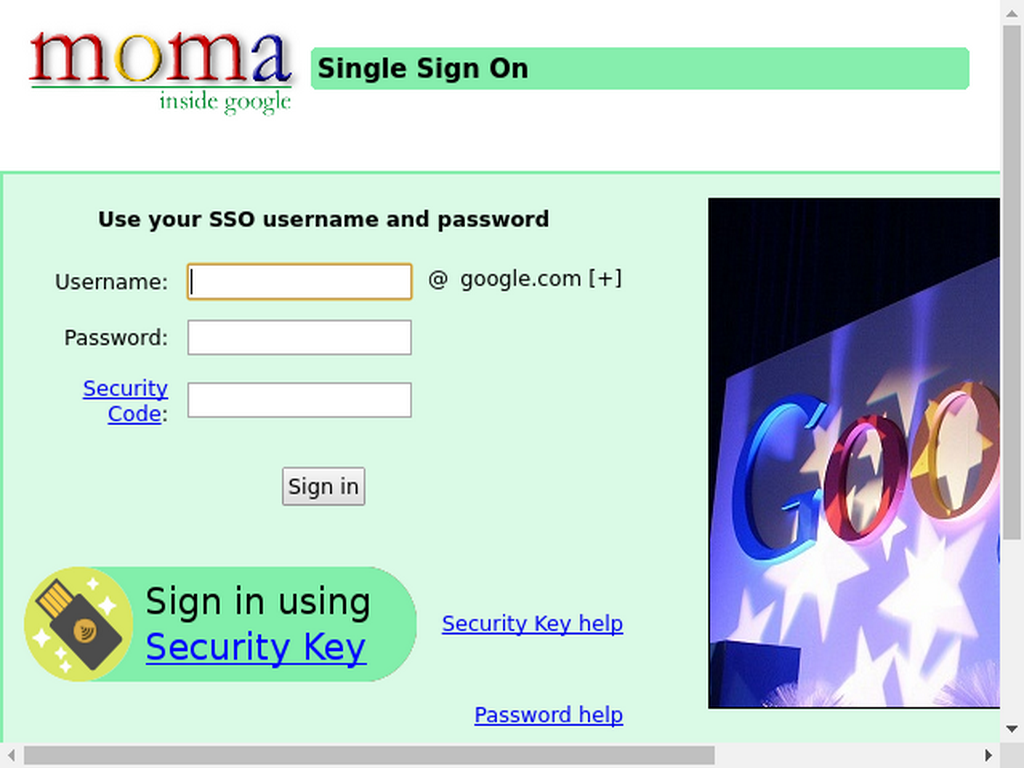 moma
inside google
Single Sign On
Use your SSO username and password
Username:
@ google.com [+]
Password:
Security
Code:
Sign in
Sign in using
Security Key
Security Key help
Password help
Goo